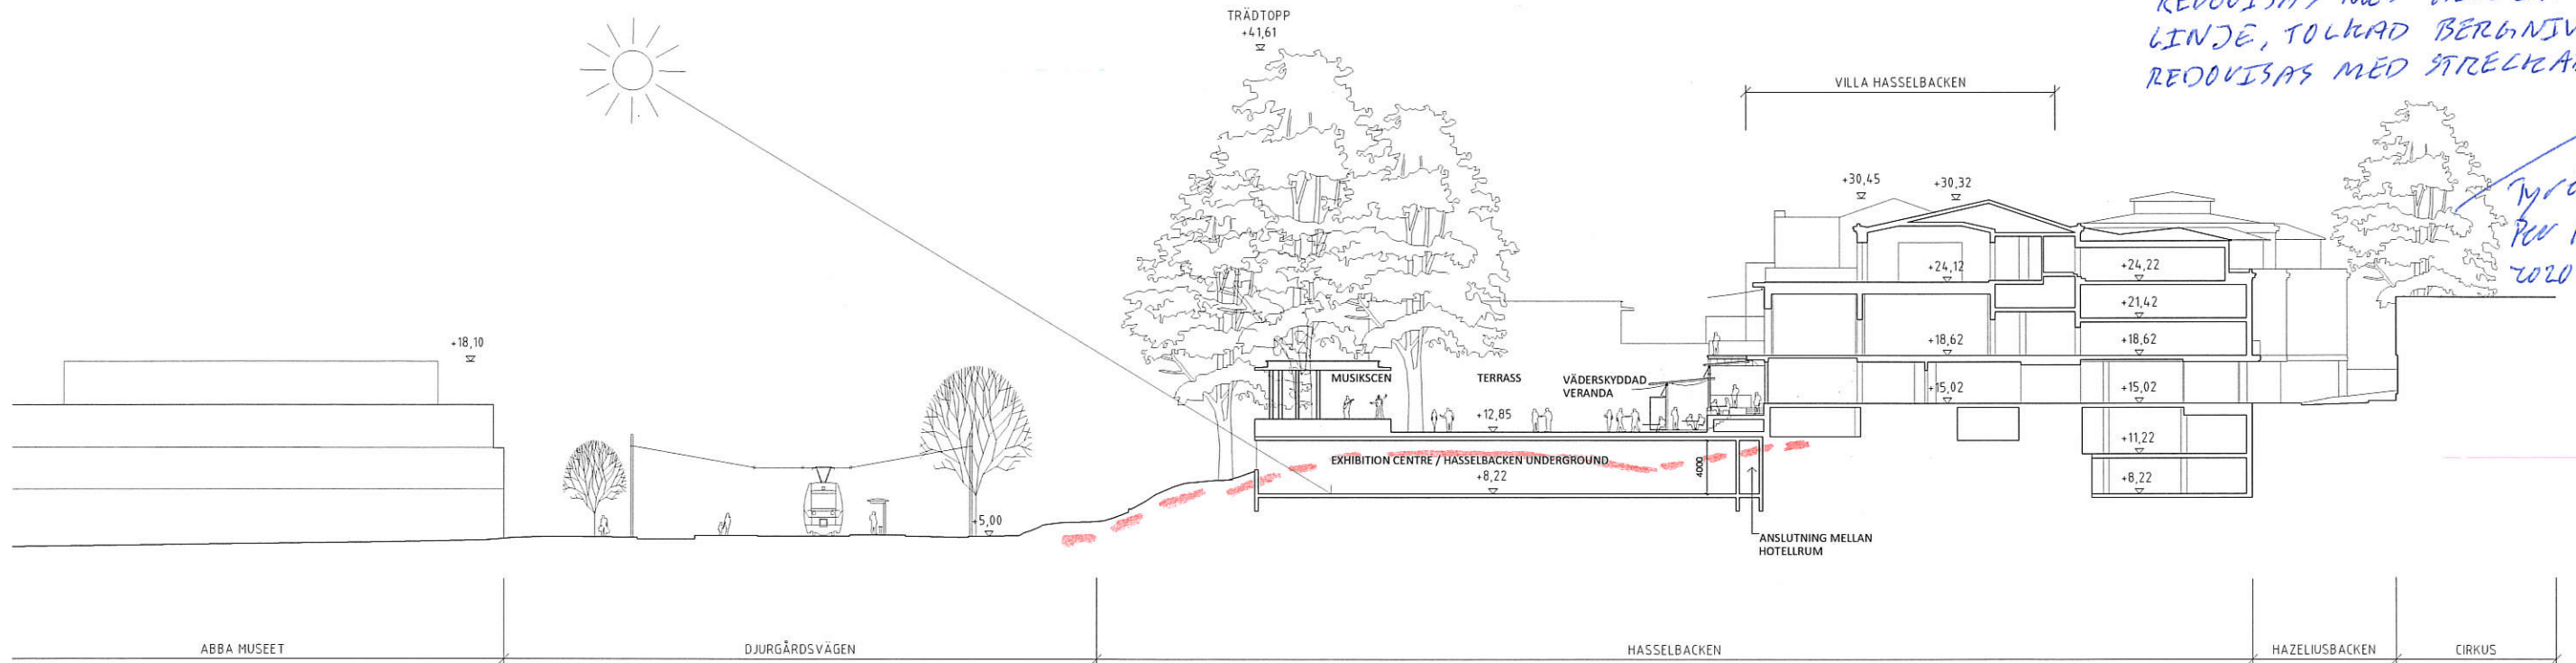 TRÄDTOPP
+41,61
REDOVISAS MED
LINJE, TOLKAD BERGNIV
REDOVISAS MED STRECKA
VILLA HASSELBACKEN
+30,45
+30,32
2020
+24,12
+24,22
+21,42
+18,10
+18,62
+18,62
MUSIKSCEN
TERRASS
VÄDERSKYDDAD
VERANDA
+15,02
+15,02
+12,85
+11,22
EXHIBITION CENTRE / HASSELBACKEN UNDERGROUND
+8,22
4000
+8,22
+5,00
ANSLUTNING MELLAN
HOTELLRUM
ABBA MUSEET
DJURGÅRDSVÄGEN
HASSELBACKEN
HAZELIUSBACKEN
CIRKUS